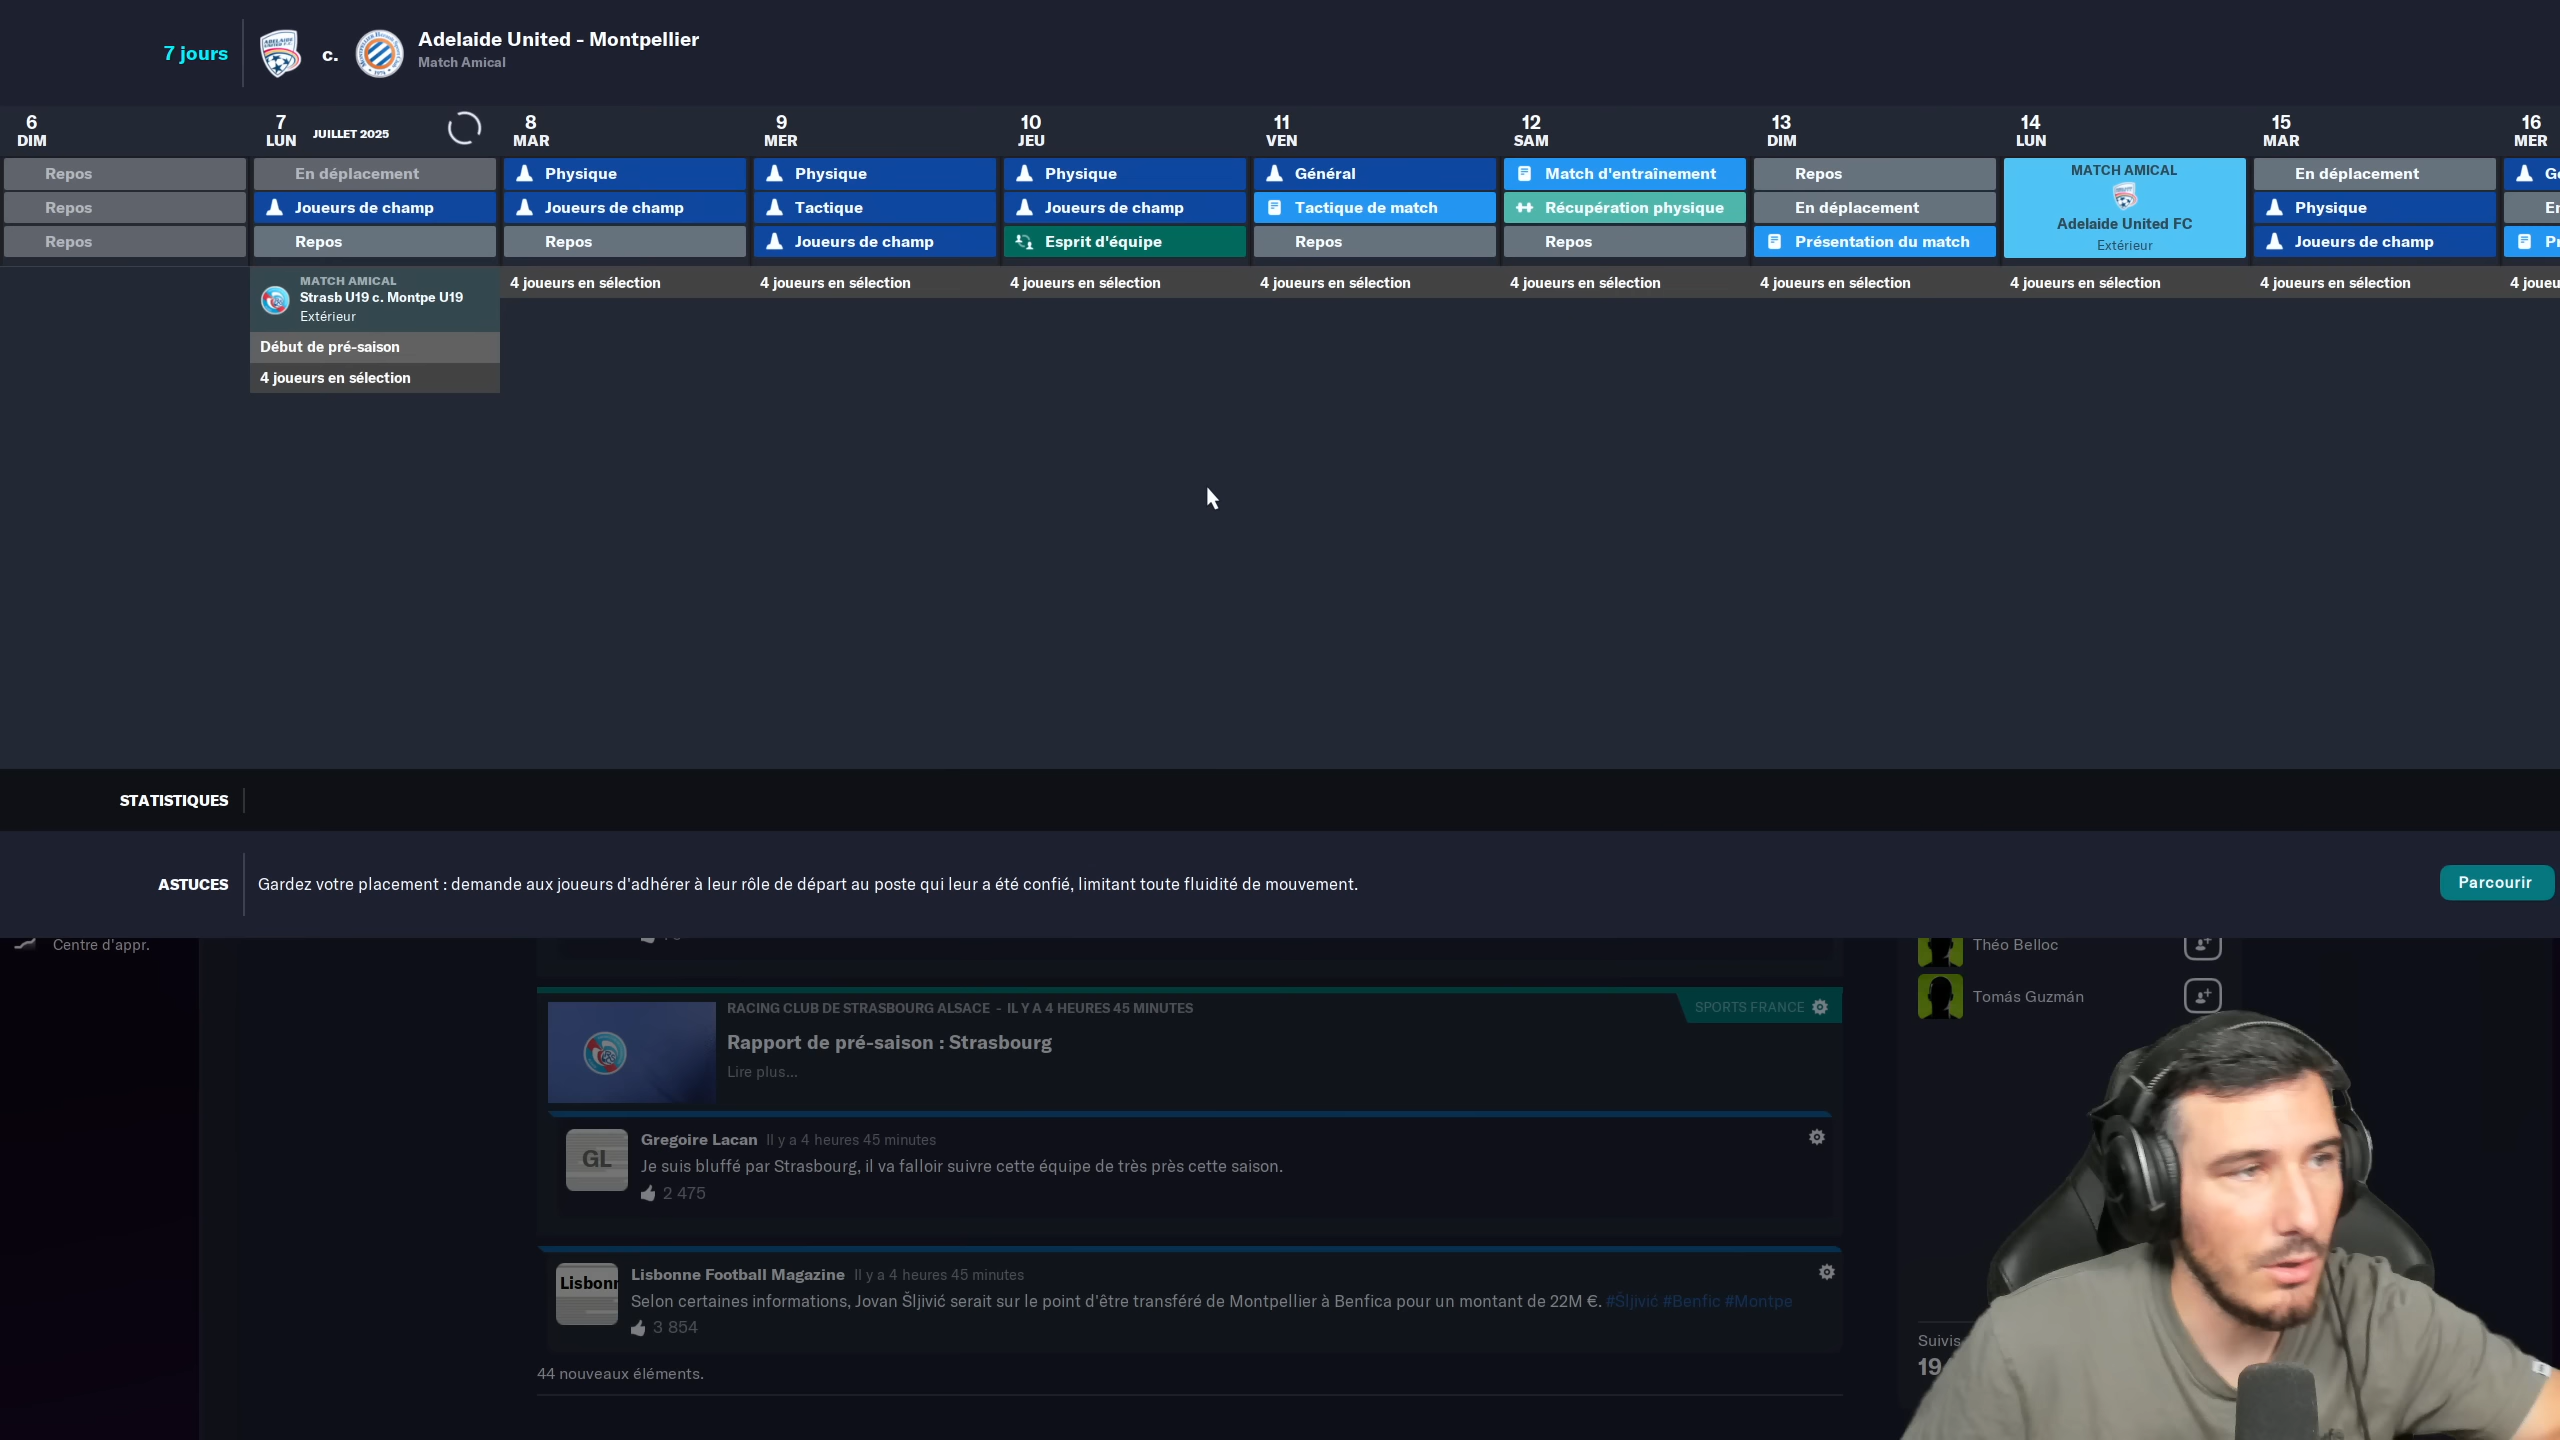 7 jours
c.
Adelaide United - Montpellier
Match Amical
6
DIM
7
LUN
JUILLET 2025
8
MAR
9
MER
10
JEU
11
VEN
12
SAM
13
DIM
14
LUN
15
MAR
16
MER
Repos
En déplacement
Physique
Physique
Physique
Général
Match d'entraînement
Repos
MATCH AMICAL
En déplacement
Repos
Joueurs de champ
Joueurs de champ
Tactique
Joueurs de champ
Tactique de match
Récupération physique
En déplacement
Adelaide United FC
Physique
Repos
Repos
Repos
Joueurs de champ
Esprit d'équipe
Repos
Repos
Présentation du match
Extérieur
Joueurs de champ
MATCH AMICAL
Strasb U19 c. Montpe U19
Extérieur
Début de pré-saison
4 joueurs en sélection
4 joueurs en sélection
4 joueurs en sélection
4 joueurs en sélection
4 joueurs en sélection
4 joueurs en sélection
4 joueurs en sélection
4 joueurs en sélection
4 joueurs en sélection
STATISTIQUES
ASTUCES
Gardez votre placement : demande aux joueurs d'adhérer à leur rôle de départ au poste qui leur a été confié, limitant toute fluidité de mouvement.
Parcourir
Centre d'appr.
Théo Belloc
Tomás Guzmán
RACING CLUB DE STRASBOURG ALSACE - IL Y A 4 HEURES 45 MINUTES
SPORTS FRANCE
Rapport de pré-saison : Strasbourg
Lire plus...
GL
Gregoire Lacan Il y a 4 heures 45 minutes
Je suis bluffé par Strasbourg, il va falloir suivre cette équipe de très près cette saison.
2 475
Lisbonne Football Magazine Il y a 4 heures 45 minutes
Selon certaines informations, Jovan Šljivić serait sur le point d'être transféré de Montpellier à Benfica pour un montant de 22M €. #Šljivić #Benfic #Montpe
3 854
44 nouveaux éléments.
Suivis
19